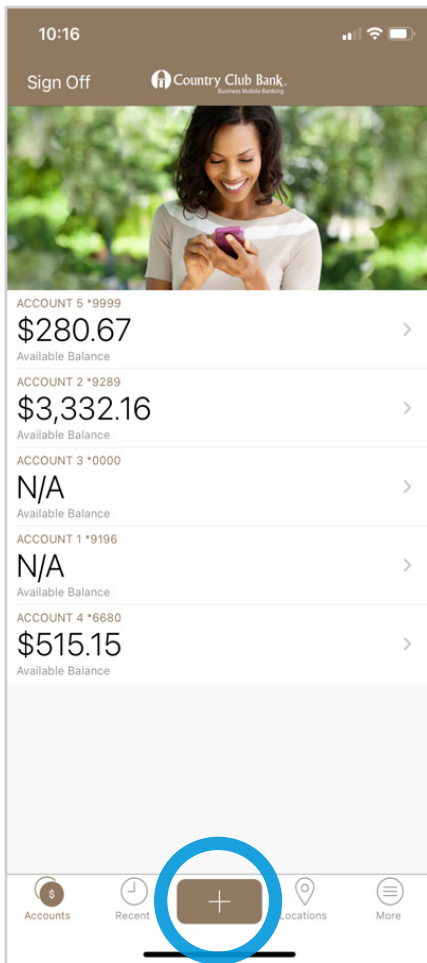 10:16
Sign Off
Country Club Bank.
Business Mobile Banking
ACCOUNT 5 *9999
$280.67
Available Balance
ACCOUNT 2 *9289
$3,332.16
Available Balance
ACCOUNT 3 *0000
N/A
Available Balance
ACCOUNT 1 *9196
N/A
Available Balance
ACCOUNT 4 *6680
$515.15
Available Balance
$
+
Accounts Recent Locations More